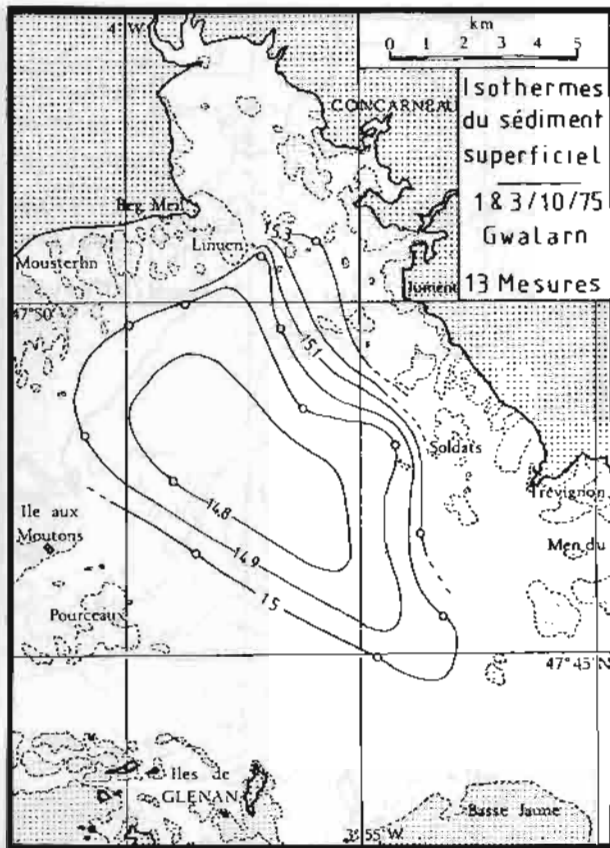 4° W
km
0 1 2 3 4 5
Isothermes
du sédiment
superficiel
1 & 3/10/75
Gwalarn
13 Mesures
CONCARNEAU
Beg Meil
Linuen
15,3
Mousterlin
Jument
47°50
15,1
Soldats
Trévignon
14,8
Ile aux
Moutons
14,9
Men du
15
Pourceaux
47°45 N
Iles de
GLENAN
Basse Jaune
3°55 W